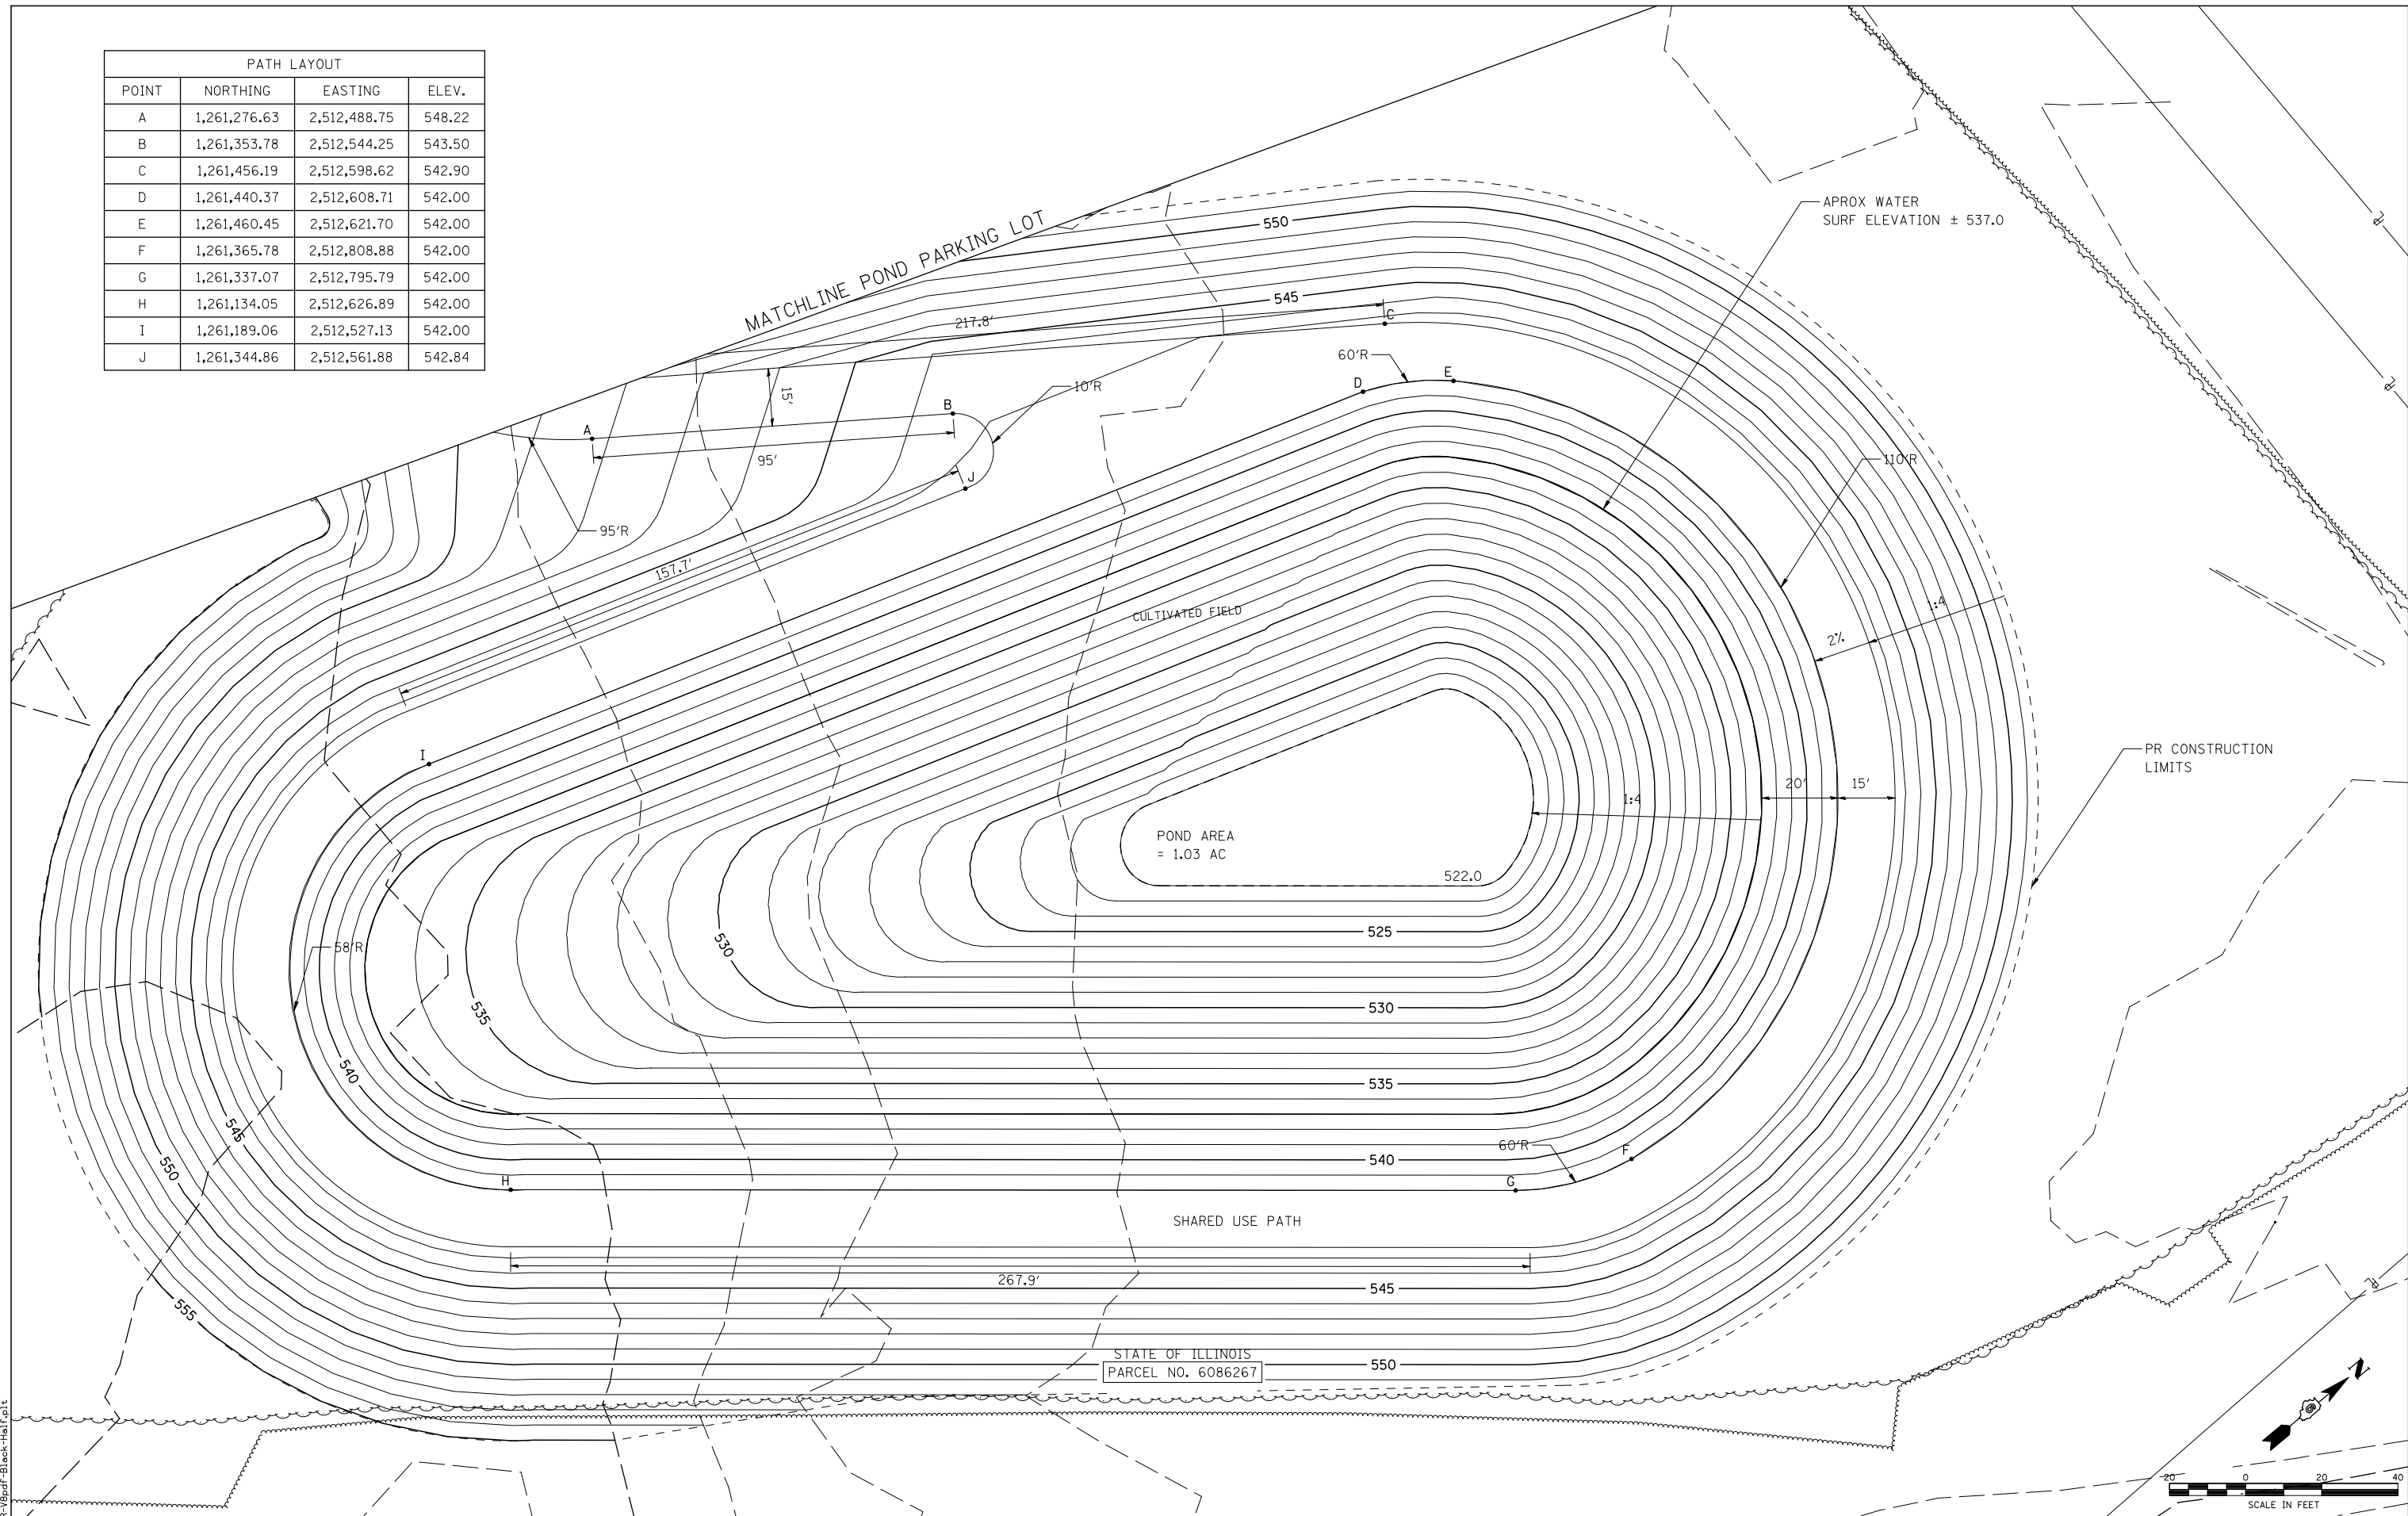 PATH LAYOUT
POINT NORTHING EASTING ELEV.
A 1,261,276.63 2,512,488.75 548.22
B 1,261,353.78 2,512,544.25 543.50
C 1,261,456.19 2,512,598.62 542.90
D 1,261,440.37 2,512,608.71 542.00
E 1,261,460.45 2,512,621.70 542.00
F 1,261,365.78 2,512,808.88 542.00
G 1,261,337.07 2,512,795.79 542.00
H 1,261,134.05 2,512,626.89 542.00
I 1,261,189.06 2,512,527.13 542.00
J 1,261,344.86 2,512,561.88 542.84
MATCHLINE POND PARKING LOT
550
APROX WATER
SURF ELEVATION ± 537.0
545
217.8'
C
60'R
D
E
15'
10'R
B
A
95'
J
110'R
95'R
157.7'
CULTIVATED FIELD
1:4
2%
I
PR CONSTRUCTION
LIMITS
20'
15'
1:4
POND AREA
= 1.03 AC
522.0
525
530
58'R
530
535
535
540
540
60'R
F
H
G
545
SHARED USE PATH
550
267.9'
545
555
STATE OF ILLINOIS
PARCEL NO. 6086267
550
N
20 0 20 40
SCALE IN FEET